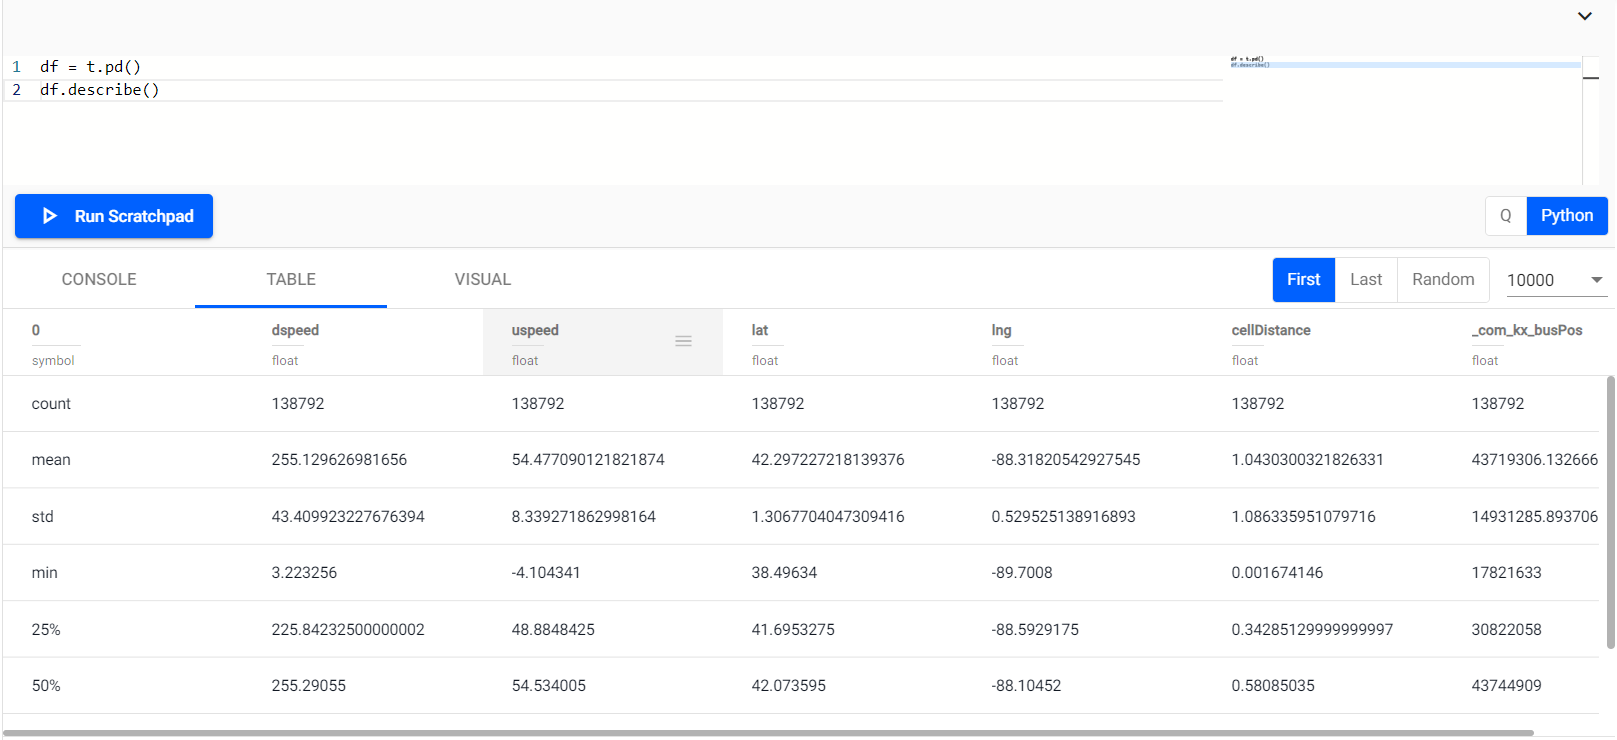 1 df = t.pd()
2 df.describe()
df = t.pd()
df.describe()
Run Scratchpad
Q Python
CONSOLE TABLE VISUAL First Last Random 10000
0 dspeed uspeed lat lng cellDistance _com_kx_busPos
symbol float float float float float float
count 138792 138792 138792 138792 138792 138792
mean 255.129626981656 54.477090121821874 42.297227218139376 -88.31820542927545 1.0430300321826331 43719306.132666
std 43.409923227676394 8.339271862998164 1.3067704047309416 0.529525138916893 1.086335951079716 14931285.893706
min 3.223256 -4.104341 38.49634 -89.7008 0.001674146 17821633
25% 225.84232500000002 48.8848425 41.6953275 -88.5929175 0.34285129999999997 30822058
50% 255.29055 54.534005 42.073595 -88.10452 0.58085035 43744909